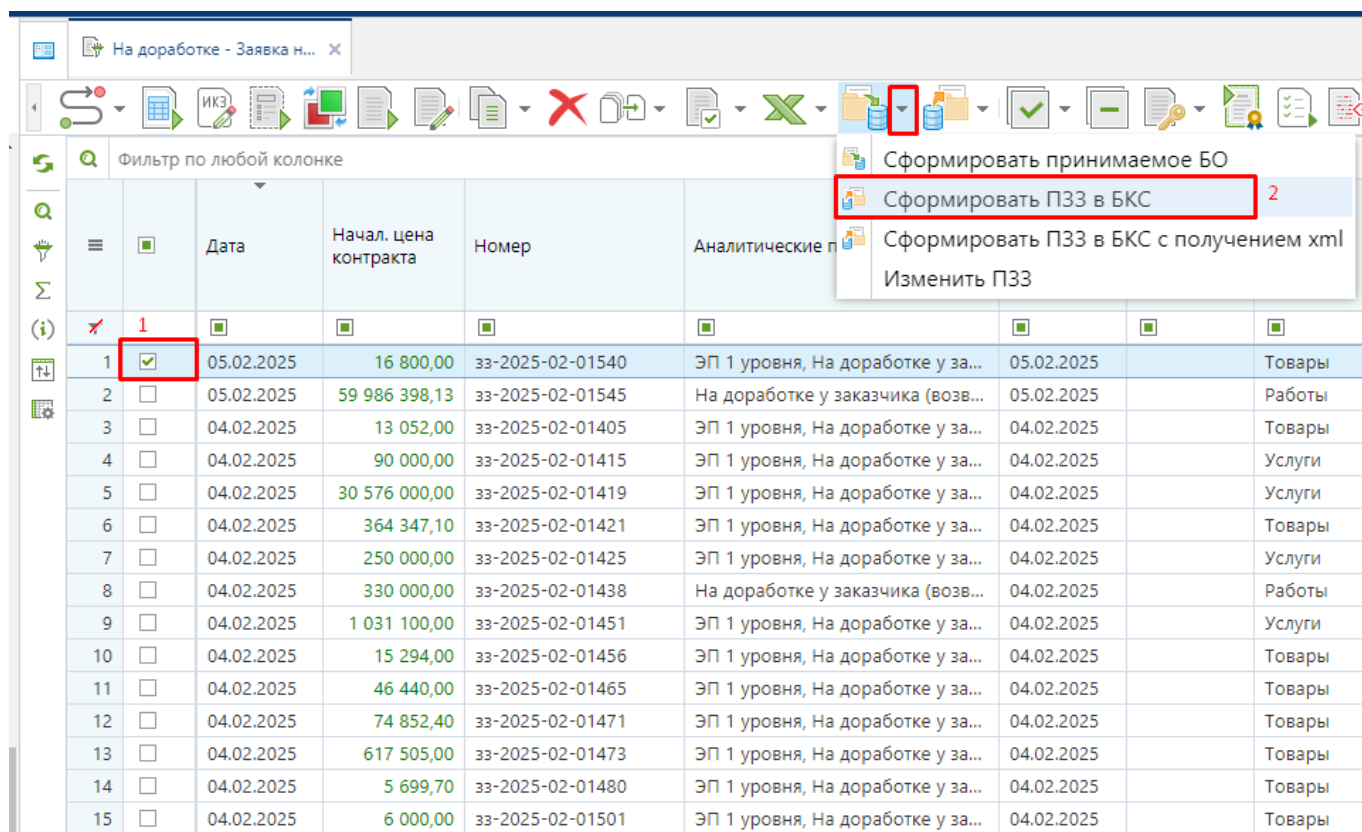 На доработке - Заявка н...
ИКЗ
Фильтр по любой колонке
Сформировать принимаемое БО
Сформировать ПЗЗ в БКС 2
Сформировать ПЗЗ в БКС с получением xml
Изменить ПЗЗ
Дата Начал. цена контракта Номер Аналитические п
1
1 05.02.2025 16 800,00 зз-2025-02-01540 ЭП 1 уровня, На доработке у за... 05.02.2025 Товары
2 05.02.2025 59 986 398,13 зз-2025-02-01545 На доработке у заказчика (возв... 05.02.2025 Работы
3 04.02.2025 13 052,00 зз-2025-02-01405 ЭП 1 уровня, На доработке у за... 04.02.2025 Товары
4 04.02.2025 90 000,00 зз-2025-02-01415 ЭП 1 уровня, На доработке у за... 04.02.2025 Услуги
5 04.02.2025 30 576 000,00 зз-2025-02-01419 ЭП 1 уровня, На доработке у за... 04.02.2025 Услуги
6 04.02.2025 364 347,10 зз-2025-02-01421 ЭП 1 уровня, На доработке у за... 04.02.2025 Товары
7 04.02.2025 250 000,00 зз-2025-02-01425 ЭП 1 уровня, На доработке у за... 04.02.2025 Услуги
8 04.02.2025 330 000,00 зз-2025-02-01438 На доработке у заказчика (возв... 04.02.2025 Работы
9 04.02.2025 1 031 100,00 зз-2025-02-01451 ЭП 1 уровня, На доработке у за... 04.02.2025 Услуги
10 04.02.2025 15 294,00 зз-2025-02-01456 ЭП 1 уровня, На доработке у за... 04.02.2025 Товары
11 04.02.2025 46 440,00 зз-2025-02-01465 ЭП 1 уровня, На доработке у за... 04.02.2025 Товары
12 04.02.2025 74 852,40 зз-2025-02-01471 ЭП 1 уровня, На доработке у за... 04.02.2025 Товары
13 04.02.2025 617 505,00 зз-2025-02-01473 ЭП 1 уровня, На доработке у за... 04.02.2025 Товары
14 04.02.2025 5 699,70 зз-2025-02-01480 ЭП 1 уровня, На доработке у за... 04.02.2025 Товары
15 04.02.2025 6 000,00 зз-2025-02-01501 ЭП 1 уровня, На доработке у за... 04.02.2025 Товары